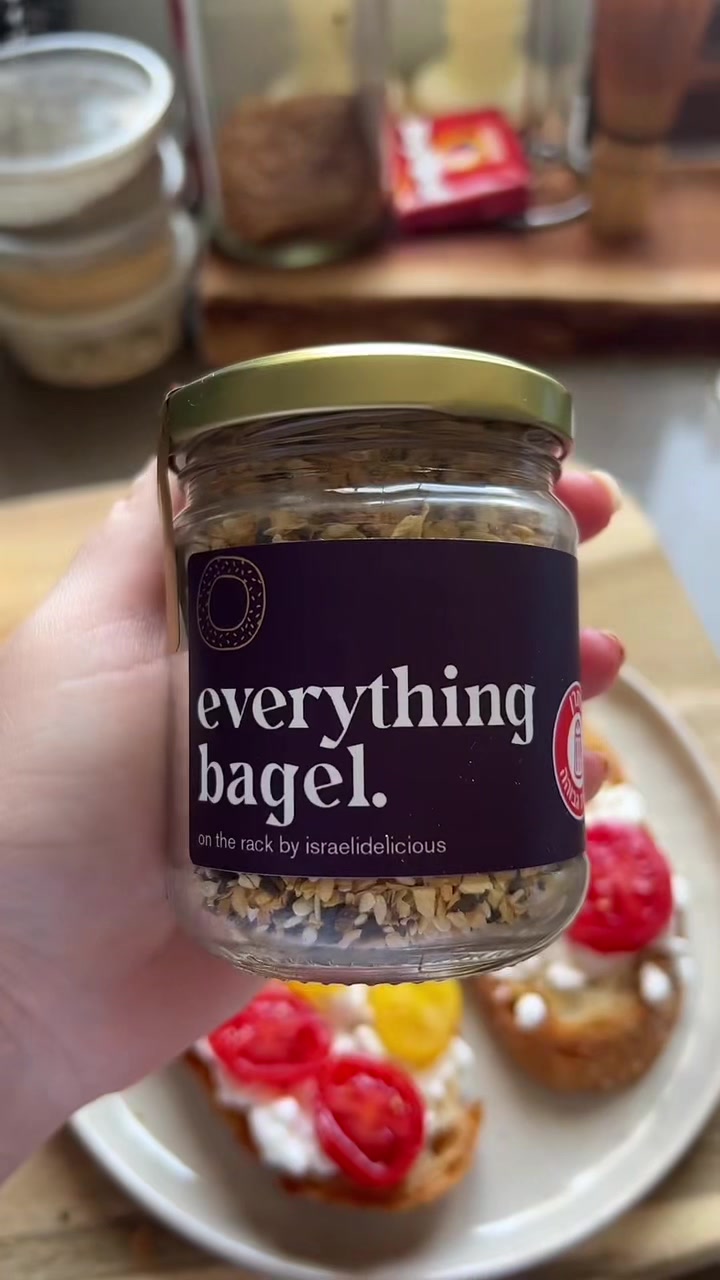 everything
bagel.
on the rack by israelidelicious